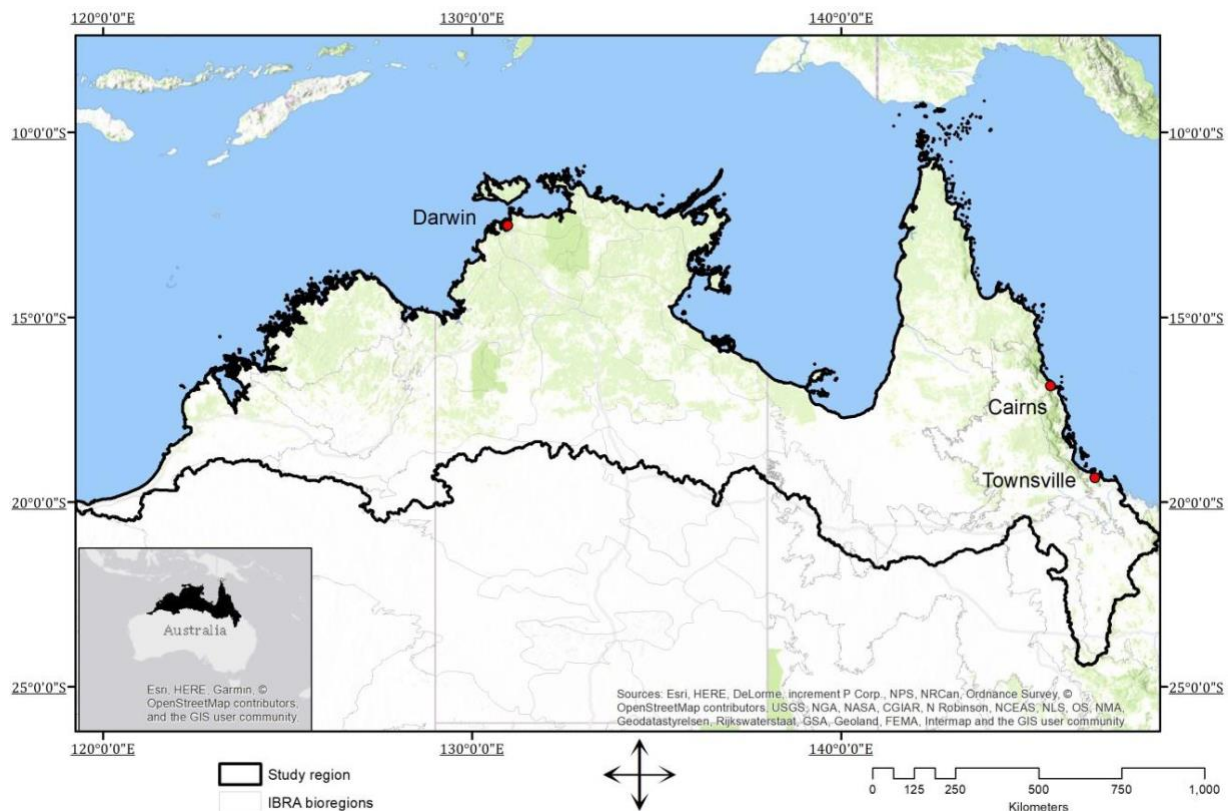 120°0'0"E
130°0'0"E
140°0'0"E
10°0'0"S
10°0'0"S
Darwin
15°0'0"S
15°0'0"S
Cairns
Townsville
20°0'0"S
20°0'0"S
Australia
Esri, HERE, Garmin, ©
OpenStreetMap contributors,
and the GIS user community
25°0'0"S
25°0'0"S
Sources: Esri, HERE, DeLorme, increment P Corp., NPS, NRCan, Ordnance Survey, ©
OpenStreetMap contributors, USGS, NGA, NASA, CGIAR, N Robinson, NCEAS, NLS, OS, NMA,
Geodatastyrelsen, Rijkswaterstaat, GSA, Geoland, FEMA, Intermap and the GIS user community
120°0'0"E
130°0'0"E
140°0'0"E
Study region
IBRA bioregions
0 125 250 500 750 1,000
Kilometers